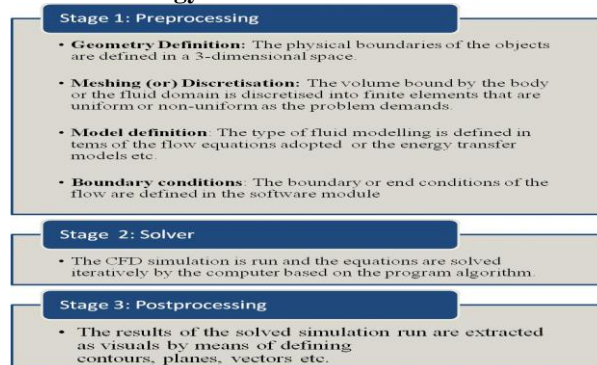 Stage 1: Preprocessing
• Geometry Definition: The physical boundaries of the objects
are defined in a 3-dimensional space.
• Meshing (or) Discretisation: The volume bound by the body
or the fluid domain is discretised into finite elements that are
uniform or non-uniform as the problem demands.
• Model definition: The type of fluid modelling is defined in
tems of the flow equations adopted or the energy transfer
models etc.
• Boundary conditions: The boundary or end conditions of the
flow are defined in the software module
Stage 2: Solver
• The CFD simulation is run and the equations are solved
iteratively by the computer based on the program algorithm.
Stage 3: Postprocessing
• The results of the solved simulation run are extracted
as visuals by means of defining
contours, planes, vectors etc.